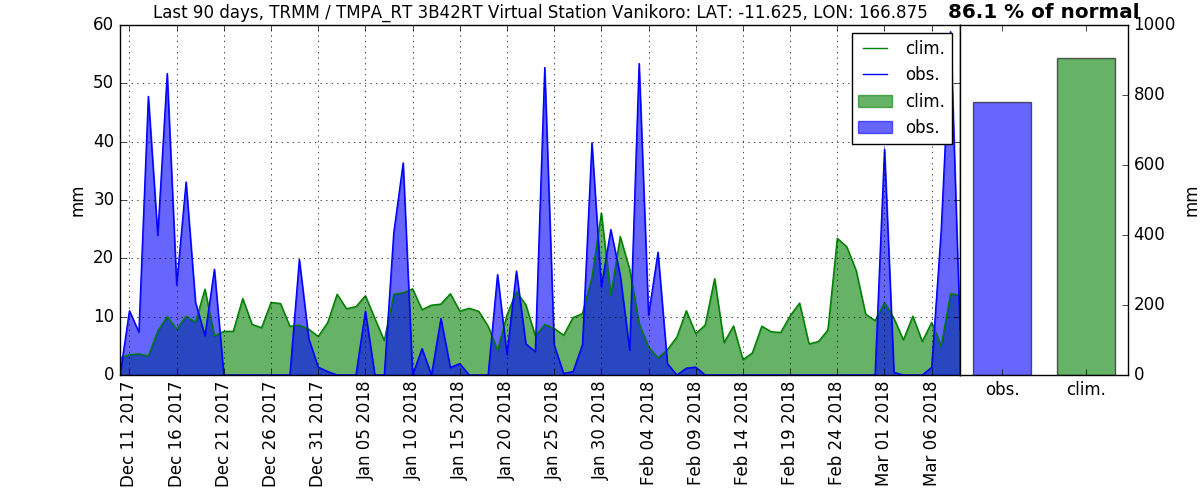 Last 90 days, TRMM / TMPA_RT 3B42RT Virtual Station Vanikoro: LAT: -11.625, LON: 166.875
86.1 % of normal
mm
60
50
40
30
20
10
0
clim.
obs.
clim.
obs.
1000
800
600
400
200
0
mm
obs.
clim.
Dec 11 2017
Dec 16 2017
Dec 21 2017
Dec 26 2017
Dec 31 2017
Jan 05 2018
Jan 10 2018
Jan 15 2018
Jan 20 2018
Jan 25 2018
Jan 30 2018
Feb 04 2018
Feb 09 2018
Feb 14 2018
Feb 19 2018
Feb 24 2018
Mar 01 2018
Mar 06 2018